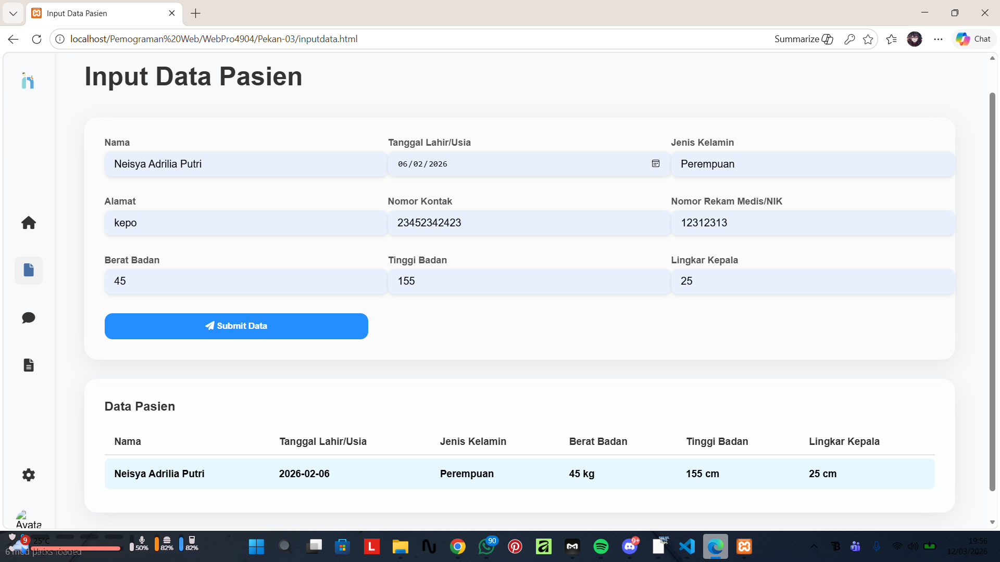 Input Data Pasien
localhost/Pemograman%20Web/WebPro4904/Pekan-03/inputdata.html
Summarize
Chat
Input Data Pasien
Nama
Tanggal Lahir/Usia
Jenis Kelamin
Neisya Adrilia Putri
06/02/2026
Perempuan
Alamat
Nomor Kontak
Nomor Rekam Medis/NIK
kepo
23452342423
12312313
Berat Badan
Tinggi Badan
Lingkar Kepala
45
155
25
Submit Data
Data Pasien
Nama Tanggal Lahir/Usia Jenis Kelamin Berat Badan Tinggi Badan Lingkar Kepala
Neisya Adrilia Putri 2026-02-06 Perempuan 45 kg 155 cm 25 cm
Avata
9
25°C
6 mod packs loaded
50%
82%
82%
L
90
9+
19:56
12/03/2026